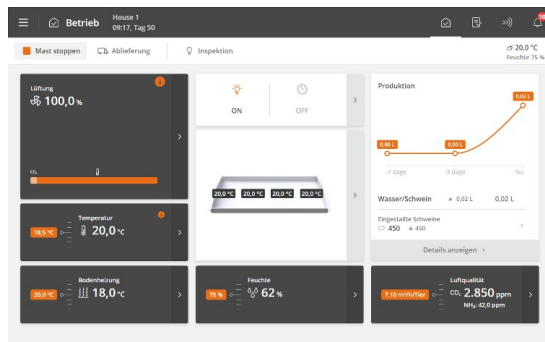 Betrieb
House 1
09:17, Tag 50
10
Mast stoppen
Ablieferung
Inspektion
20,0 °C
Feuchte 75 %
Lüftung
100,0 %
CO₂
ON
OFF
20,0 °C 20,0 °C 20,0 °C 20,0 °C
Produktion
0,02 L
0,00 L
0,00 L
-7 dage
-3 dage
Nu
Wasser/Schwein
0,02 L
0,02 L
Eingestallte Schweine
450
450
Details anzeigen
Temperatur
18,5 °C
20,0 °C
Bodenheizung
20,0 °C
18,0 °C
Feuchte
75 %
62 %
Luftqualität
7,10 m³/h/Tier
CO₂ 2.850 ppm
NH₃: 42,0 ppm